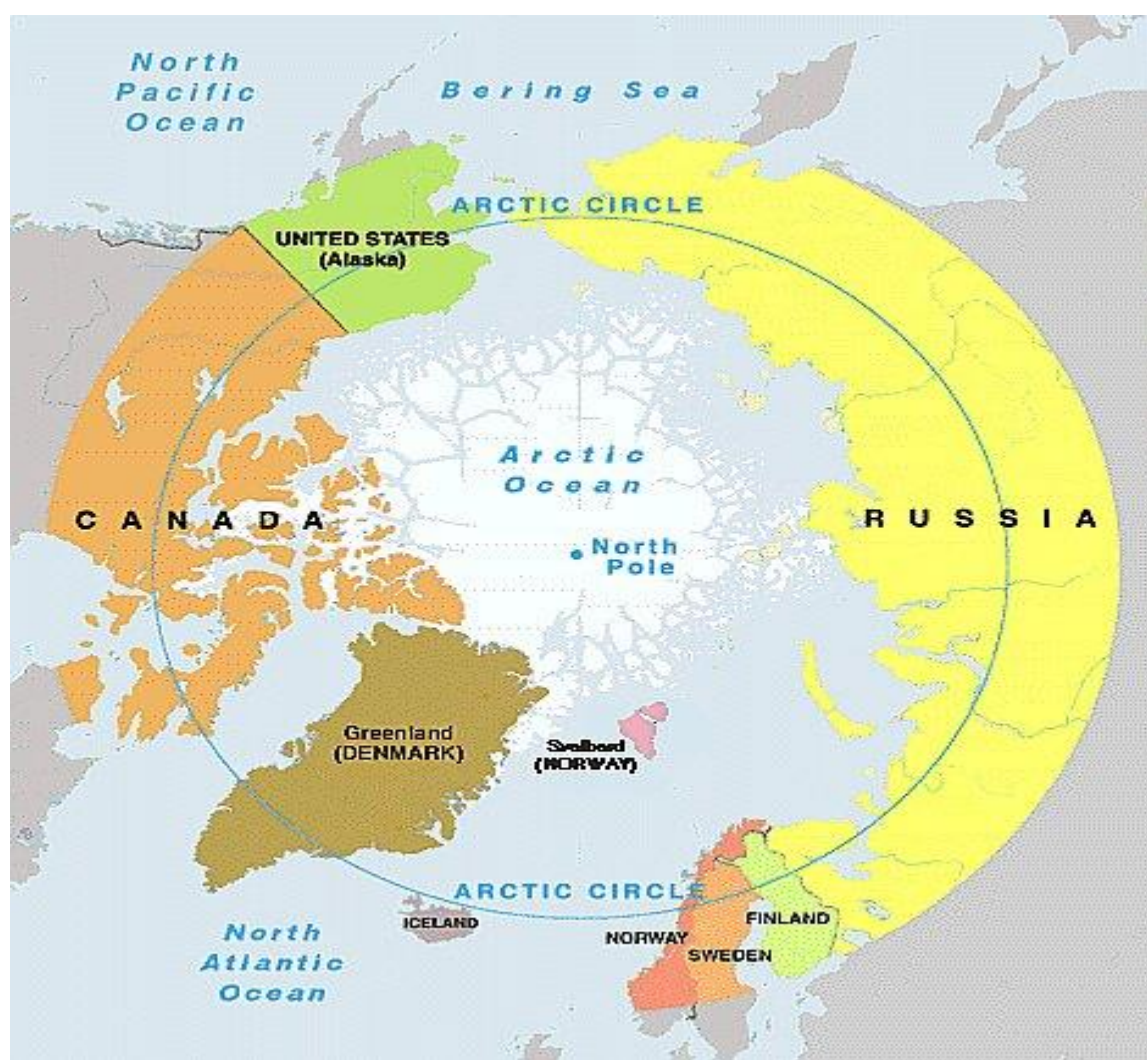 North
Pacific
Ocean
Bering Sea
ARCTIC CIRCLE
UNITED STATES
(Alaska)
Arctic
Ocean
CANADA
RUSSIA
North
Pole
Greenland
(DENMARK)
Svalbard
(NORWAY)
ARCTIC CIRCLE
ICELAND
FINLAND
NORWAY
SWEDEN
North
Atlantic
Ocean